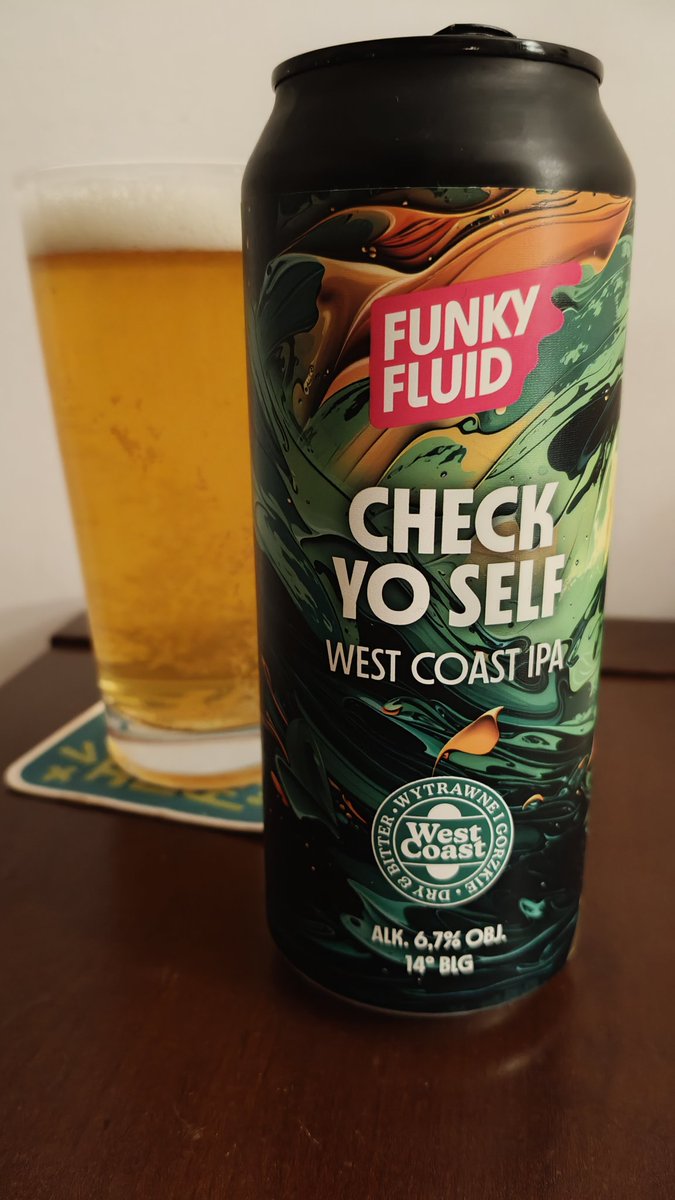 FUNKY
FLUID
CHECK
YO SELF
WEST COAST IPA
WYTRAWNE I GORZKIE • DRY & BITTER •
West
Coast
ALK. 6,7% OBJ.
14° BLG